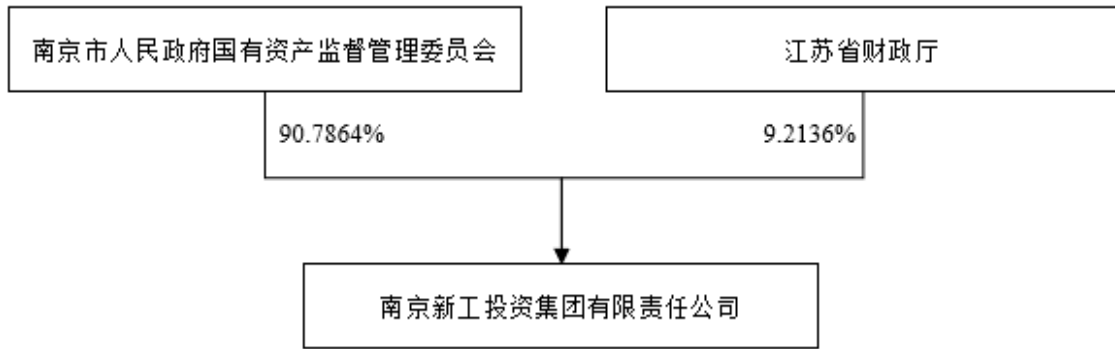 南京市人民政府国有资产监督管理委员会
江苏省财政厅
90.7864%
9.2136%
南京新工投资集团有限责任公司